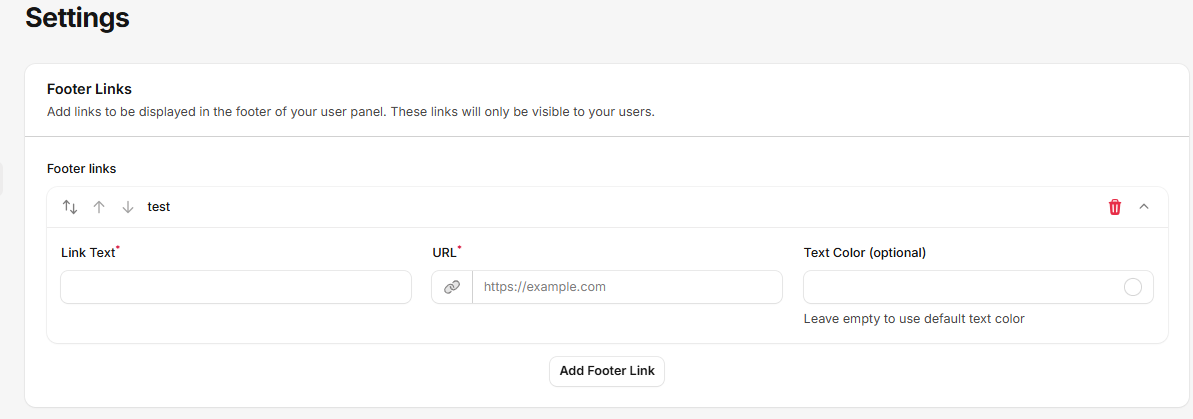 Settings
Footer Links
Add links to be displayed in the footer of your user panel. These links will only be visible to your users.
Footer links
test
Link Text*
URL*
Text Color (optional)
https://example.com
Leave empty to use default text color
Add Footer Link